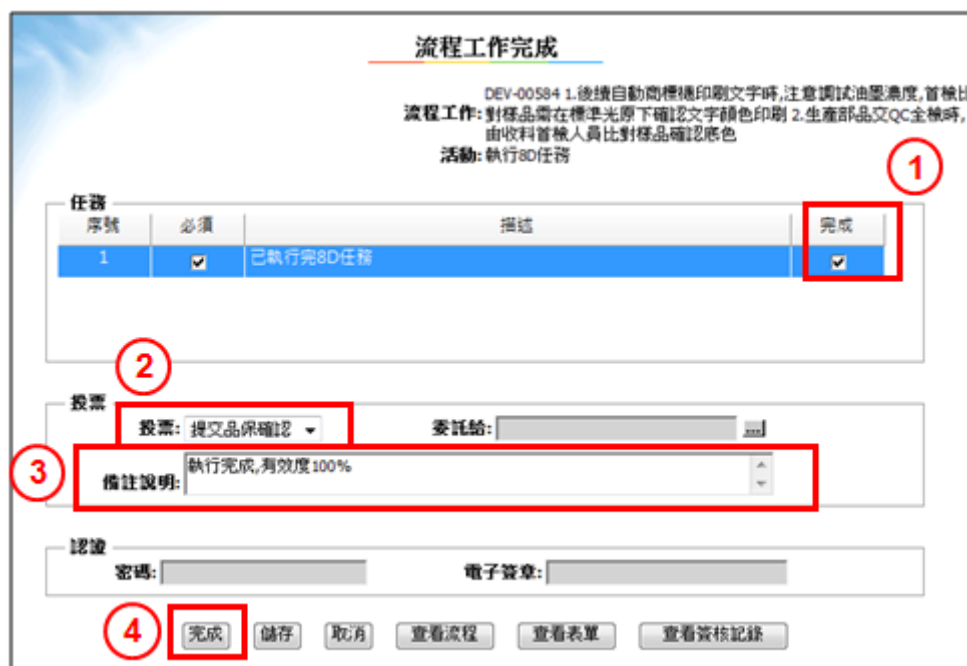 流程工作完成
DEV-00584 1.後續自動商標機印刷文字時,注意調試油墨濃度,首檢比
流程工作: 對樣品需在標準光原下確認文字顏色印刷 2.生產部品交QC全檢時,
由收料首檢人員比對樣品確認底色
活動: 執行8D任務
1
任務
序號 必須 描述 完成
1 已執行完8D任務
2
投票
投票: 提交品保確認 委託給: ...
3
備註說明: 執行完成,有效度100%
認證
密碼: 電子簽章:
4
完成 儲存 取消 查看流程 查看表單 查看簽核記錄